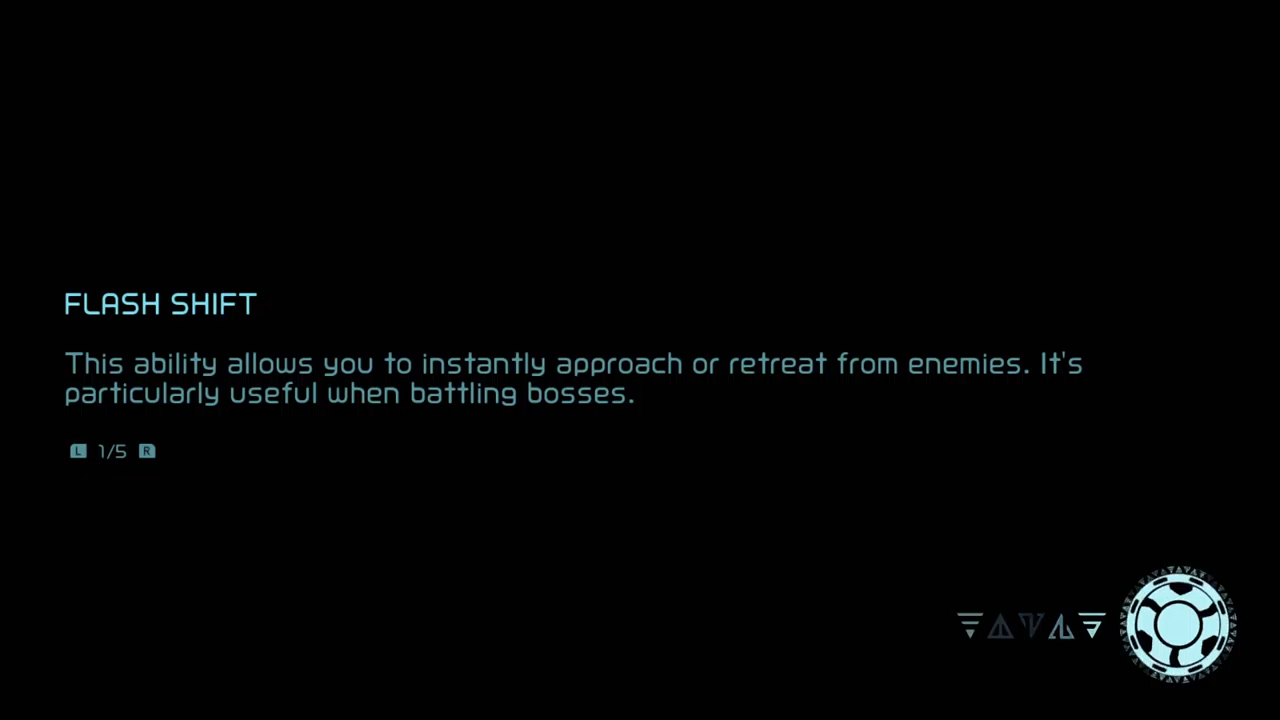 FLASH SHIFT
This ability allows you to instantly approach or retreat from enemies. It's
particularly useful when battling bosses.
L 1/5 R